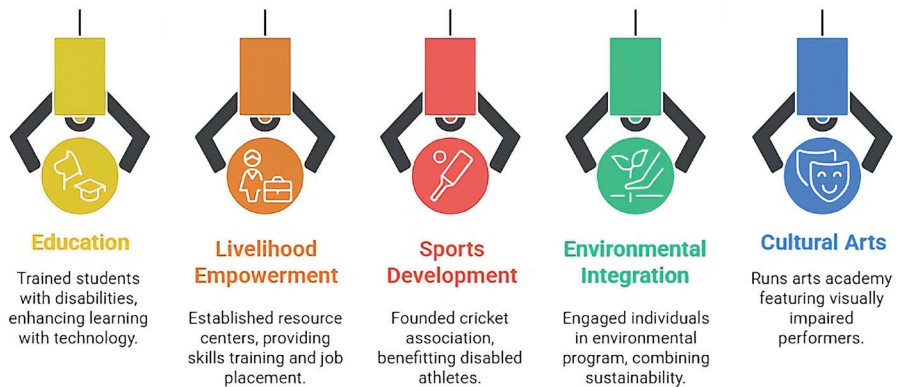 Education
Trained students
with disabilities,
enhancing learning
with technology.
Livelihood
Empowerment
Established resource
centers, providing
skills training and job
placement.
Sports
Development
Founded cricket
association,
benefitting disabled
athletes.
Environmental
Integration
Engaged individuals
in environmental
program, combining
sustainability.
Cultural Arts
Runs arts academy
featuring visually
impaired
performers.